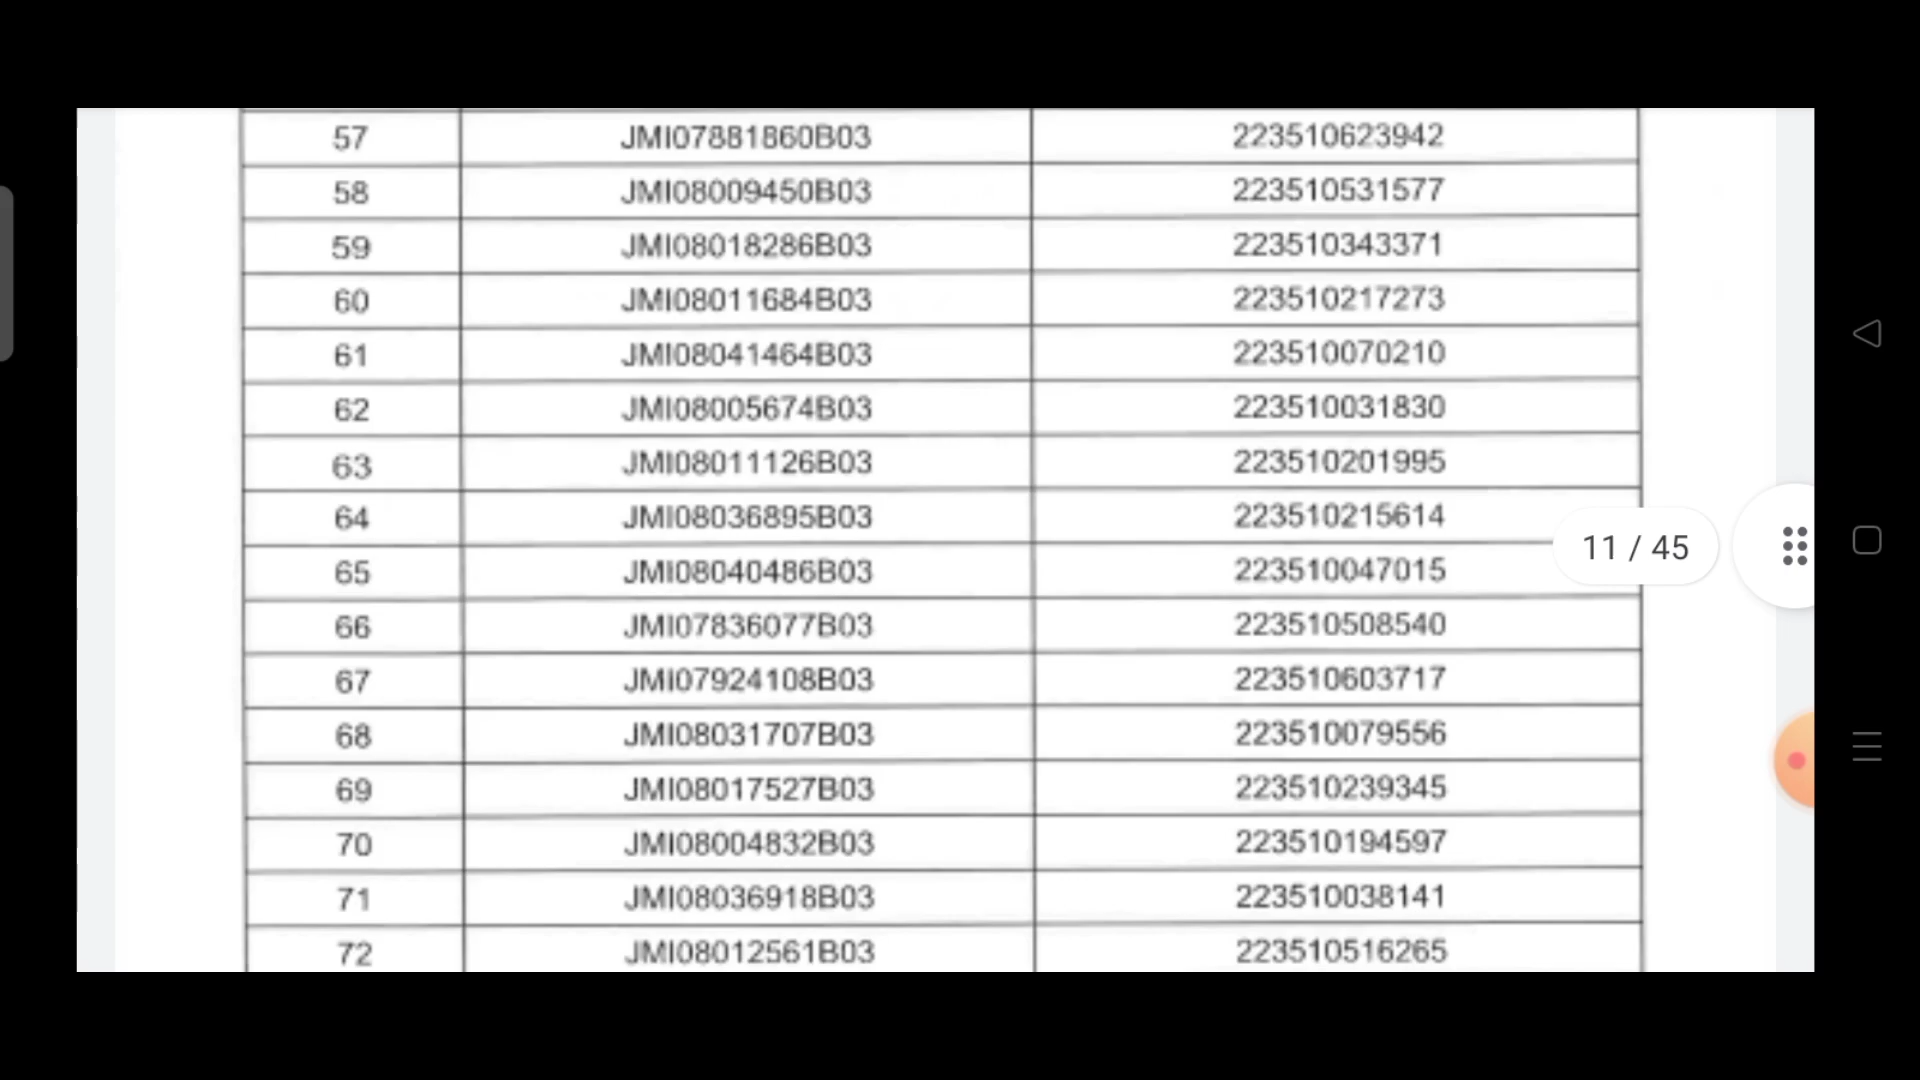 57 JMI07881860B03 223510623942
58 JMI08009450B03 223510531577
59 JMI08018286B03 223510343371
60 JMI08011684B03 223510217273
61 JMI08041464B03 223510070210
62 JMI08005674B03 223510031830
63 JMI08011126B03 223510201995
64 JMI08036895B03 223510215614
11 / 45
65 JMI08040486B03 223510047015
66 JMI07836077B03 223510508540
67 JMI07924108B03 223510603717
68 JMI08031707B03 223510079556
69 JMI08017527B03 223510239345
70 JMI08004832B03 223510194597
71 JMI08036918B03 223510038141
72 JMI08012561B03 223510516265